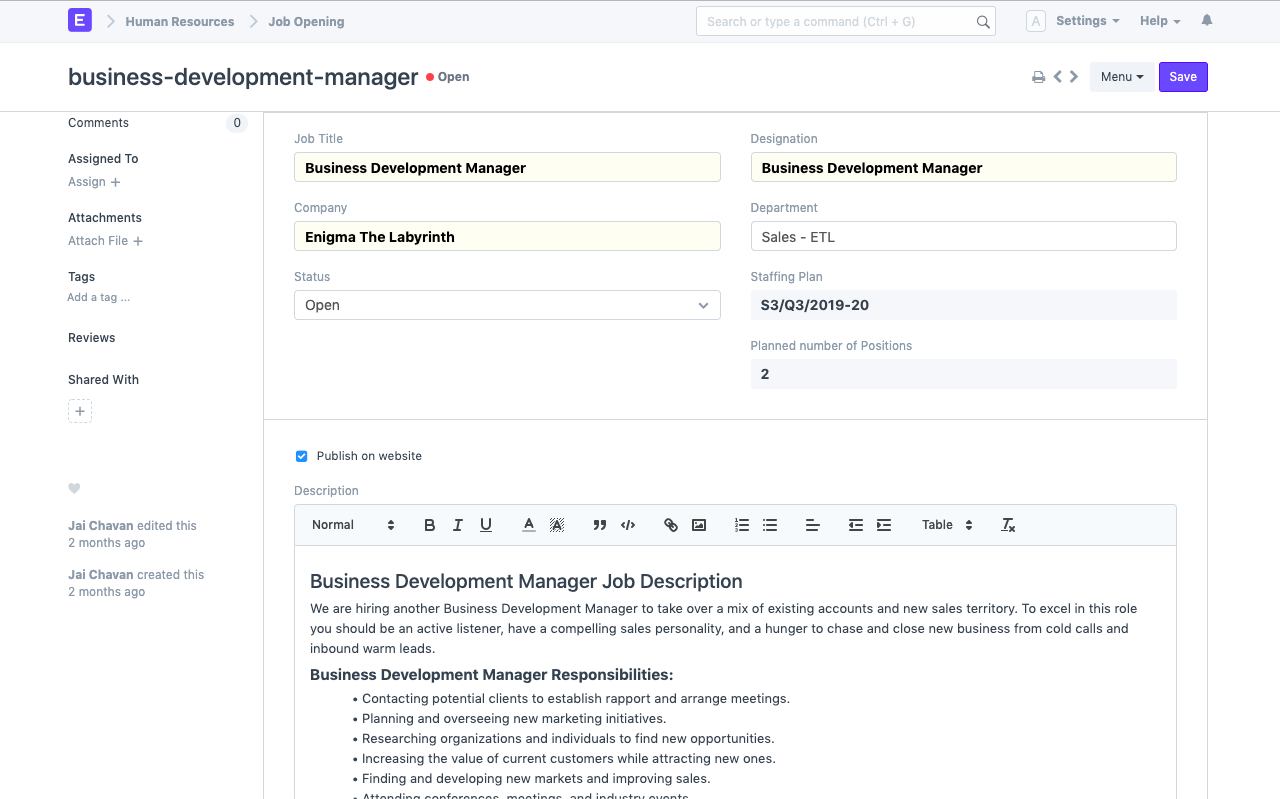 E
Human Resources
Job Opening
Search or type a command (Ctrl + G)
A
Settings
Help
business-development-manager
Open
Menu
Save
Comments
0
Assigned To
Assign +
Attachments
Attach File +
Tags
Add a tag ...
Reviews
Shared With
+
Jai Chavan edited this
2 months ago
Jai Chavan created this
2 months ago
Job Title
Business Development Manager
Designation
Business Development Manager
Company
Enigma The Labyrinth
Department
Sales - ETL
Status
Open
Staffing Plan
S3/Q3/2019-20
Planned number of Positions
2
Publish on website
Description
Normal
B I U A A
Table
Business Development Manager Job Description
We are hiring another Business Development Manager to take over a mix of existing accounts and new sales territory. To excel in this role
you should be an active listener, have a compelling sales personality, and a hunger to chase and close new business from cold calls and
inbound warm leads.
Business Development Manager Responsibilities:
• Contacting potential clients to establish rapport and arrange meetings.
• Planning and overseeing new marketing initiatives.
• Researching organizations and individuals to find new opportunities.
• Increasing the value of current customers while attracting new ones.
• Finding and developing new markets and improving sales.
• Attending conferences, meetings, and industry events.